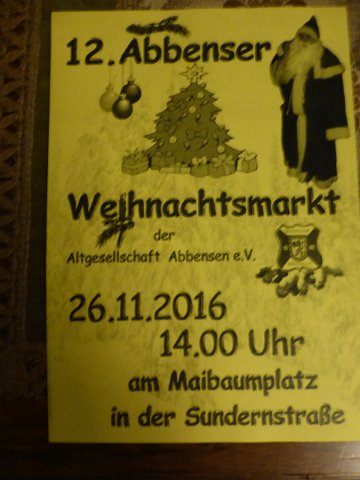 12. Abbenser
Weihnachtsmarkt
der
Altgesellschaft Abbensen e.V.
26.11.2016
14.00 Uhr
am Maibaumplatz
in der Sundernstraße